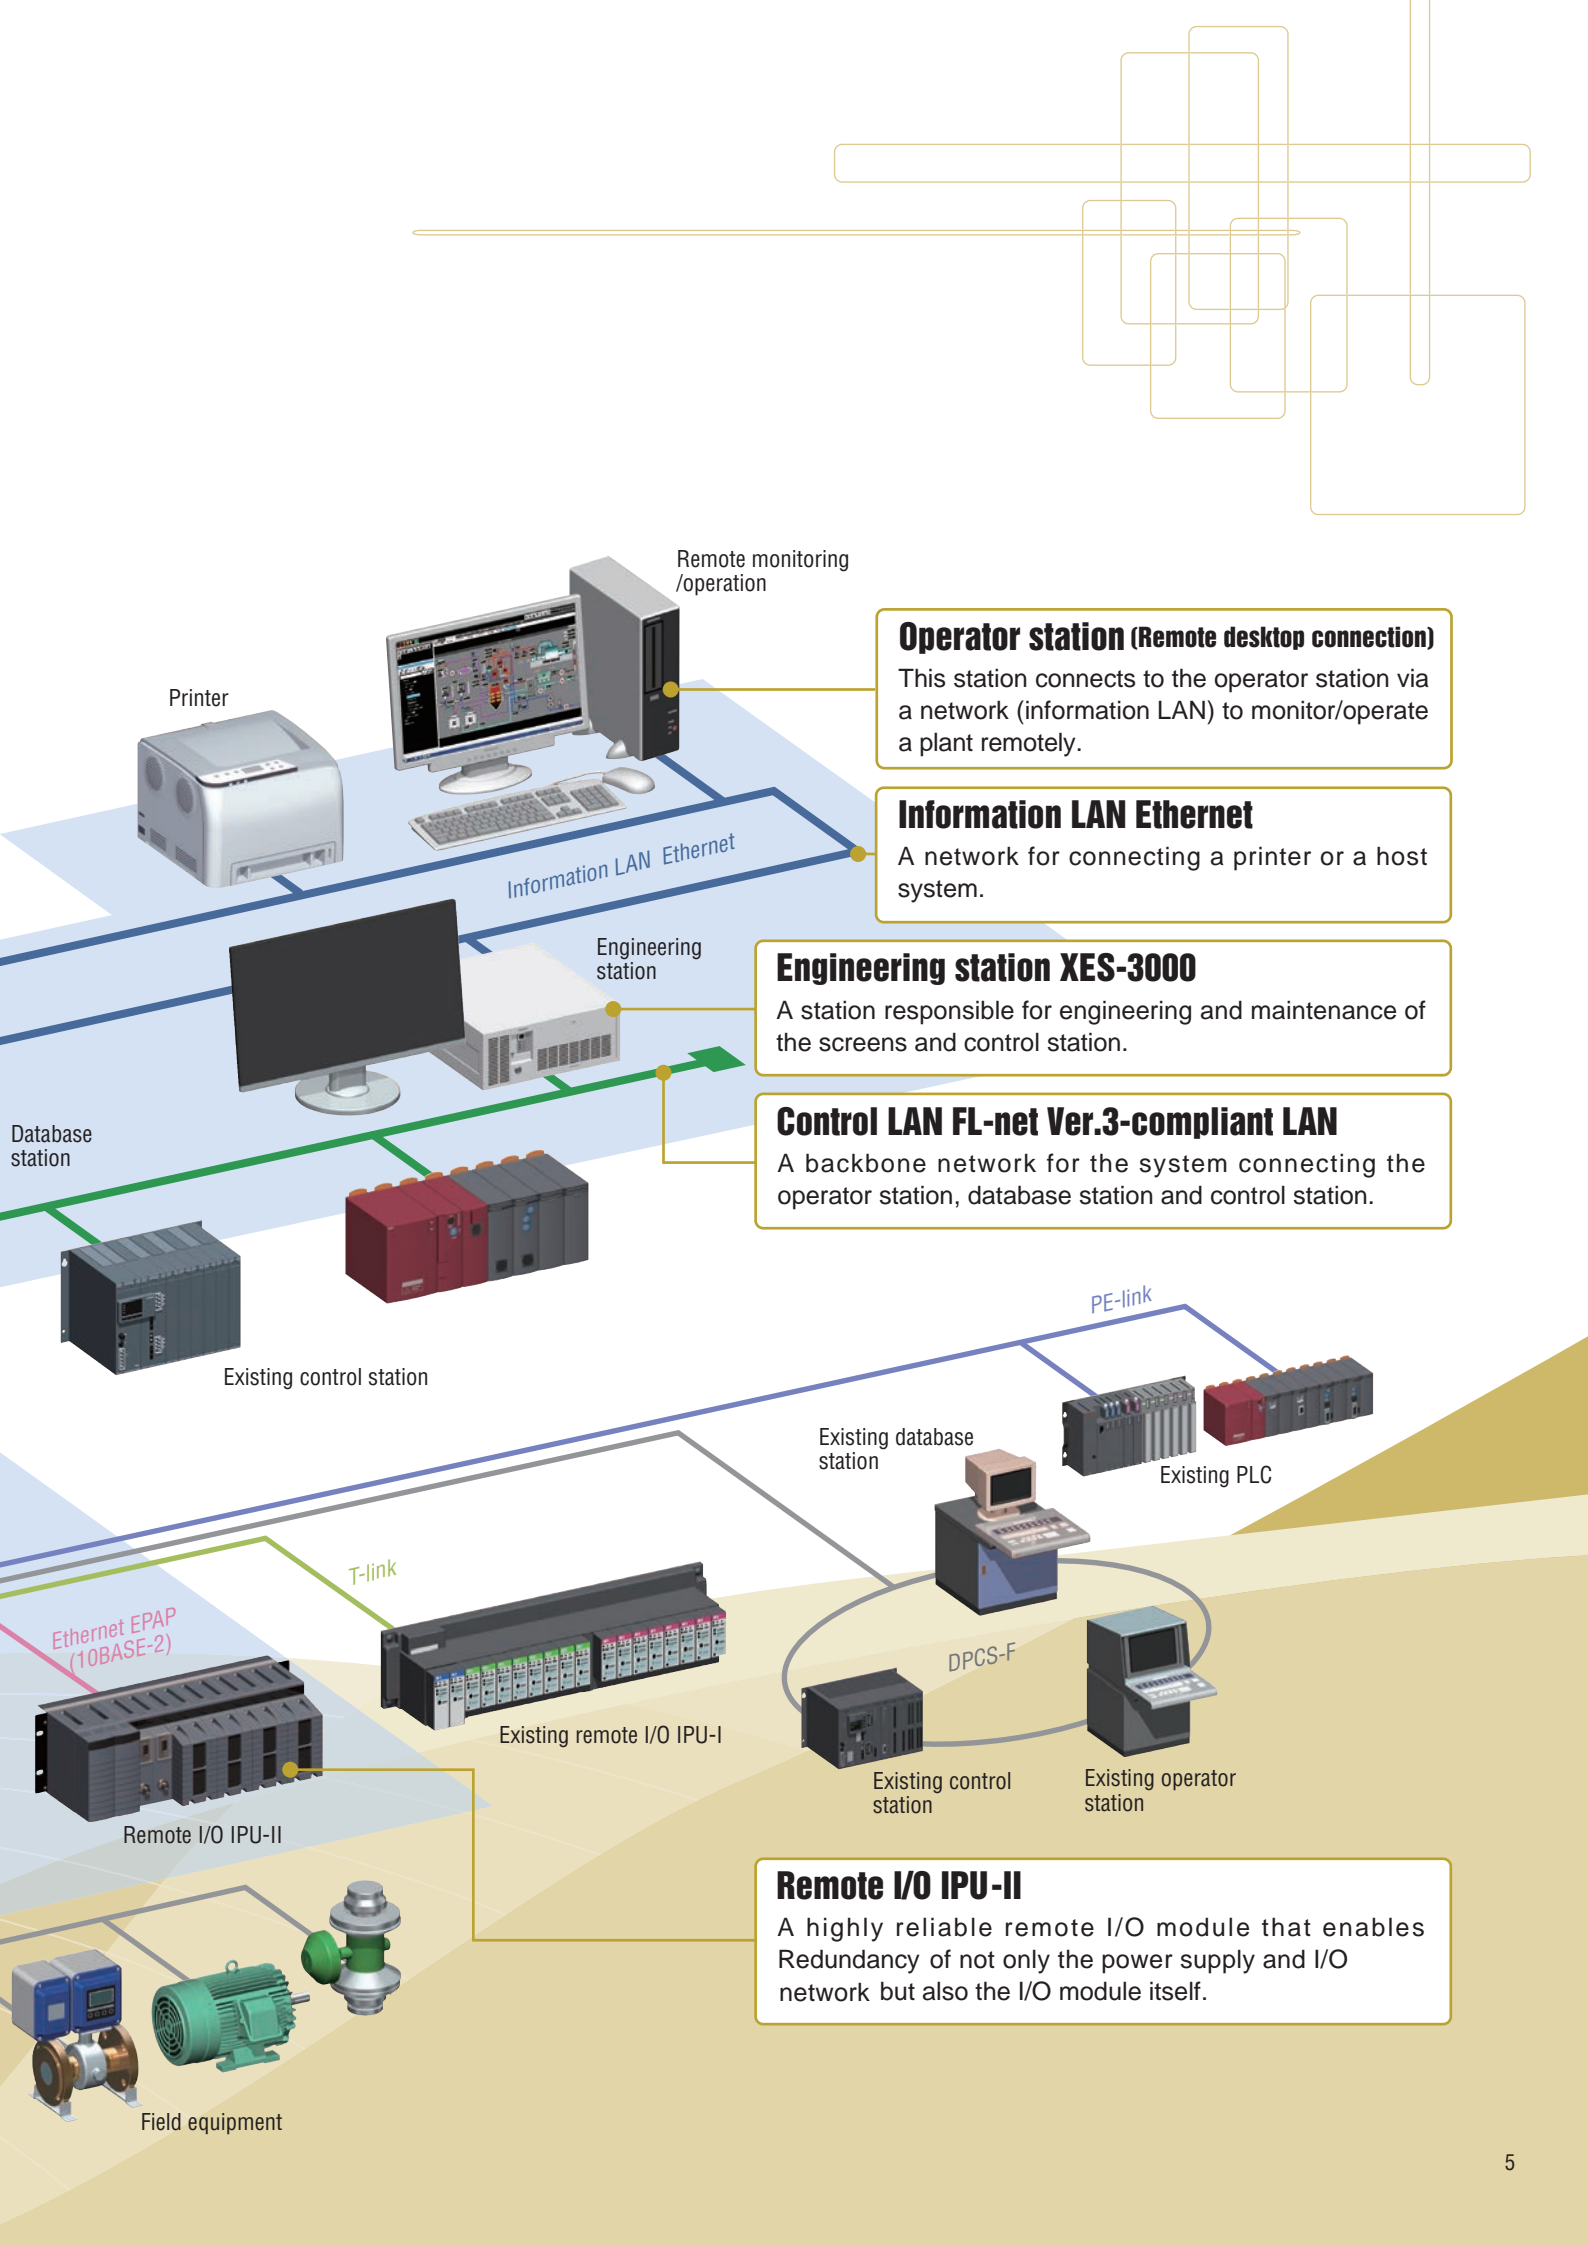 Remote monitoring
/operation
Operator station (Remote desktop connection)
This station connects to the operator station via
a network (information LAN) to monitor/operate
a plant remotely.
Printer
Information LAN Ethernet
A network for connecting a printer or a host
system.
Information LAN Ethernet
Engineering
station
Engineering station XES-3000
A station responsible for engineering and maintenance of
the screens and control station.
Control LAN FL-net Ver.3-compliant LAN
A backbone network for the system connecting the
operator station, database station and control station.
Database
station
Existing control station
PE-link
Existing database
station
Existing PLC
T-link
Ethernet EPAP
(10BASE-2)
DPCS-F
Existing remote I/O IPU-I
Existing control
station
Existing operator
station
Remote I/O IPU-II
Remote I/O IPU-II
A highly reliable remote I/O module that enables
Redundancy of not only the power supply and I/O
network but also the I/O module itself.
Field equipment
5